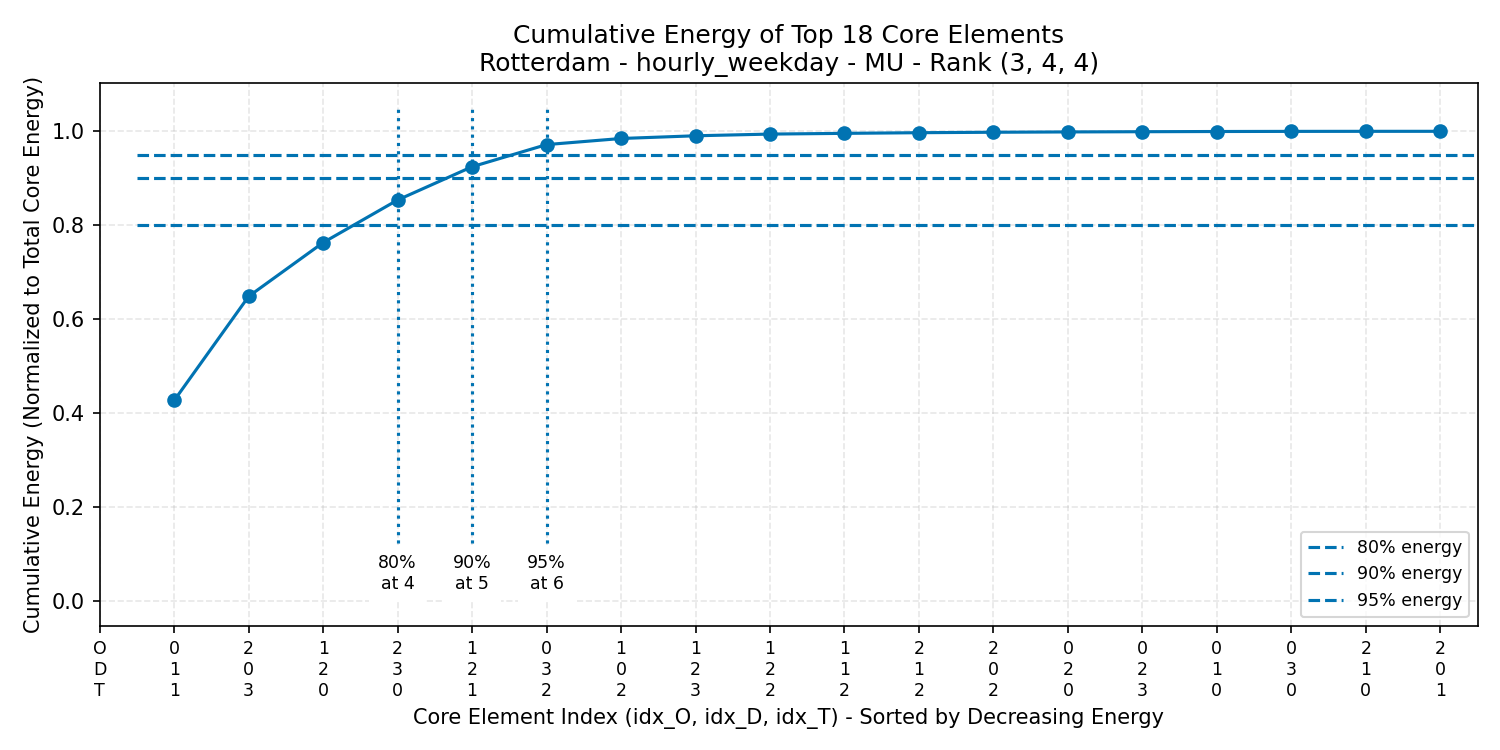 Cumulative Energy of Top 18 Core Elements
Rotterdam - hourly_weekday - MU - Rank (3, 4, 4)
Cumulative Energy (Normalized to Total Core Energy)
1.0
0.8
0.6
0.4
0.2
0.0
80% at 4
90% at 5
95% at 6
80% energy
90% energy
95% energy
O 0 2 1 2 1 0 1 1 1 1 2 2 0 0 0 0 2 2
D 1 0 2 3 2 3 0 2 2 1 1 0 2 2 1 3 1 0
T 1 3 0 0 1 2 2 3 2 2 2 2 0 3 0 0 0 1
Core Element Index (idx_O, idx_D, idx_T) - Sorted by Decreasing Energy